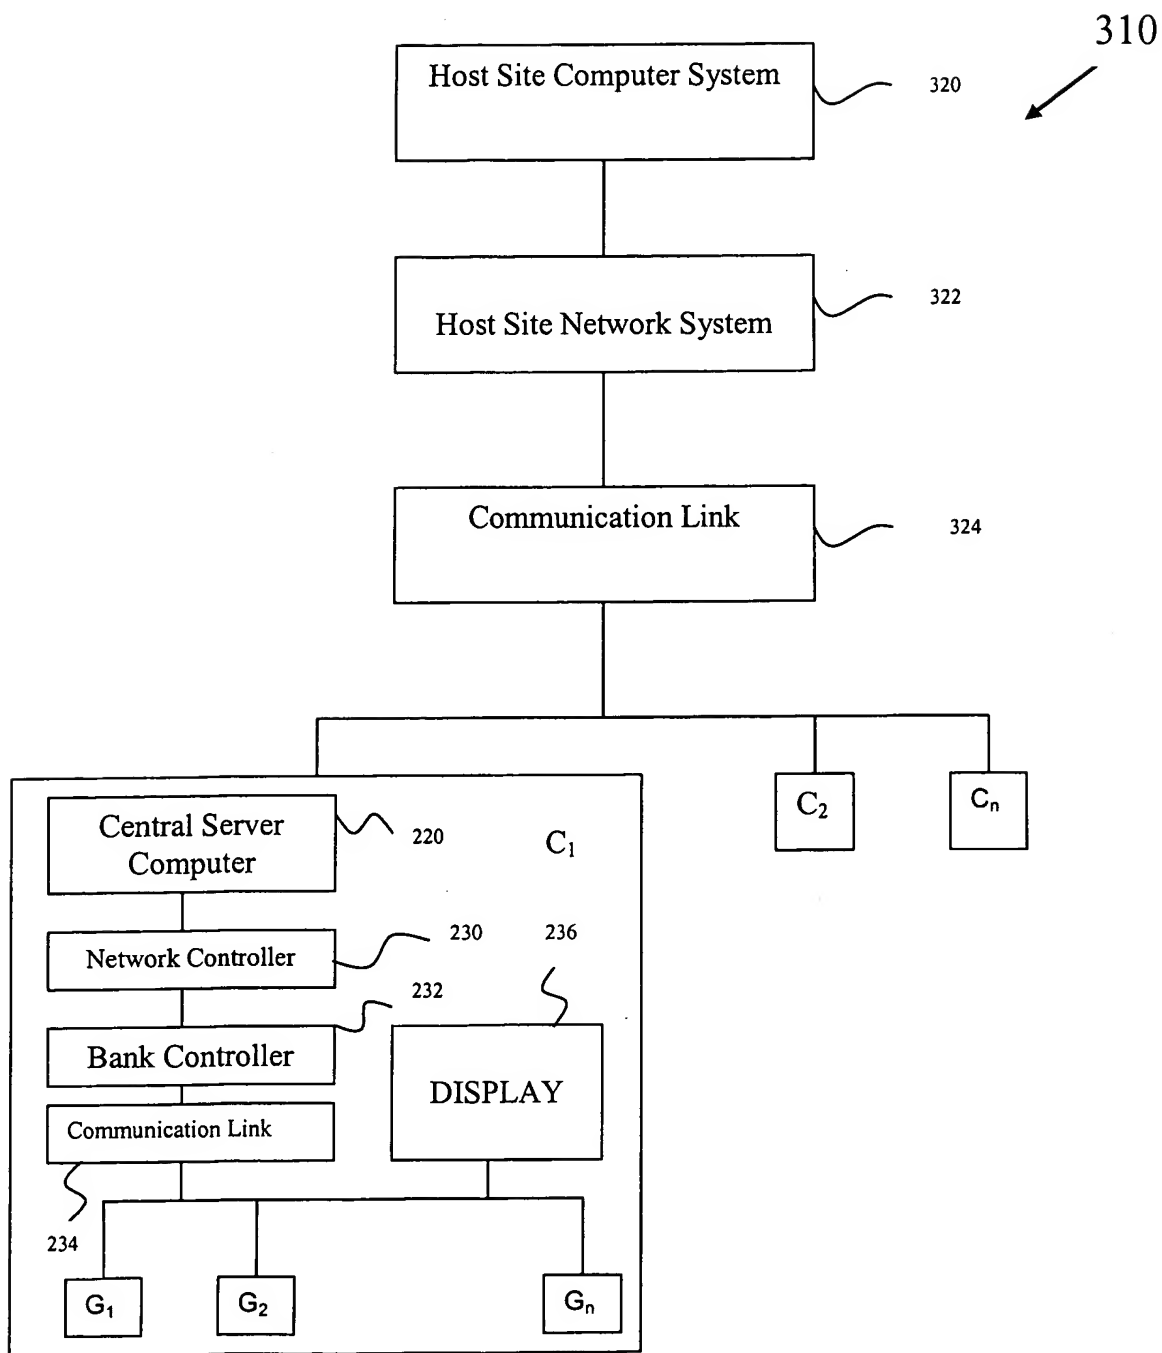 310
Host Site Computer System
320
Host Site Network System
322
Communication Link
324
C₁
C₂
Cₙ
Central Server
Computer
220
Network Controller
230
236
232
Bank Controller
DISPLAY
Communication Link
234
G₁
G₂
Gₙ